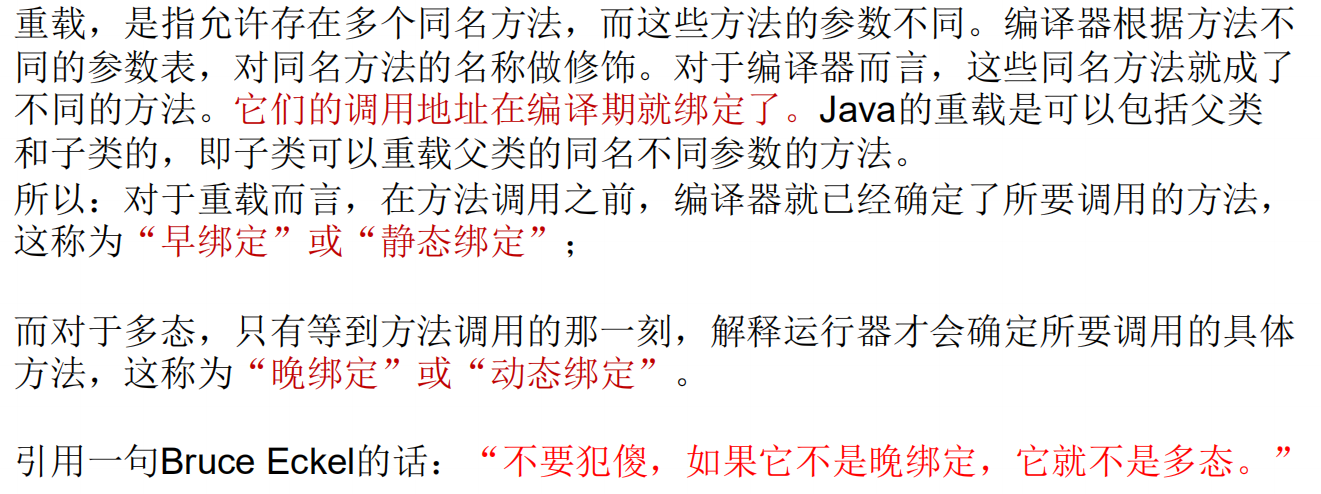 重载，是指允许存在多个同名方法，而这些方法的参数不同。编译器根据方法不
同的参数表，对同名方法的名称做修饰。对于编译器而言，这些同名方法就成了
不同的方法。它们的调用地址在编译期就绑定了。Java的重载是可以包括父类
和子类的，即子类可以重载父类的同名不同参数的方法。
所以：对于重载而言，在方法调用之前，编译器就已经确定了所要调用的方法，
这称为“早绑定”或“静态绑定”；
而对于多态，只有等到方法调用的那一刻，解释运行器才会确定所要调用的具体
方法，这称为“晚绑定”或“动态绑定”。
引用一句Bruce Eckel的话：“不要犯傻，如果它不是晚绑定，它就不是多态。”